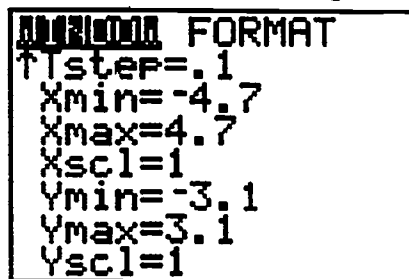 FORMAT
↑Tstep=.1
Xmin=-4.7
Xmax=4.7
Xscl=1
Ymin=-3.1
Ymax=3.1
Yscl=1